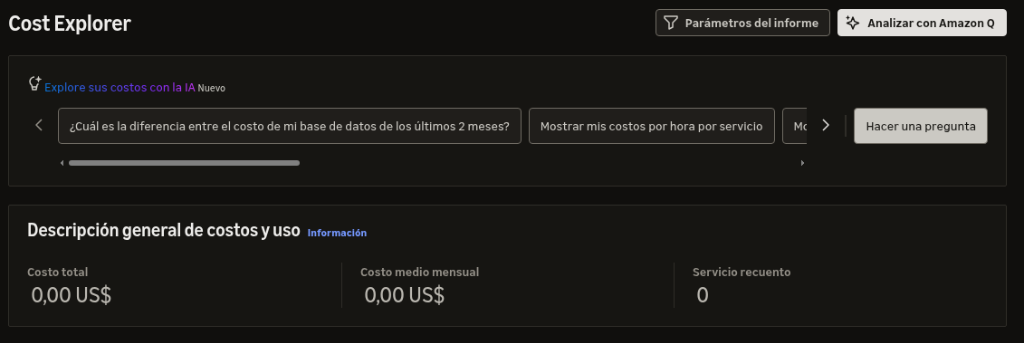 Cost Explorer
Parámetros del informe
Analizar con Amazon Q
Explore sus costos con la IA Nuevo
¿Cuál es la diferencia entre el costo de mi base de datos de los últimos 2 meses?
Mostrar mis costos por hora por servicio
Hacer una pregunta
Descripción general de costos y uso Información
Costo total
0,00 US$
Costo medio mensual
0,00 US$
Servicio recuento
0